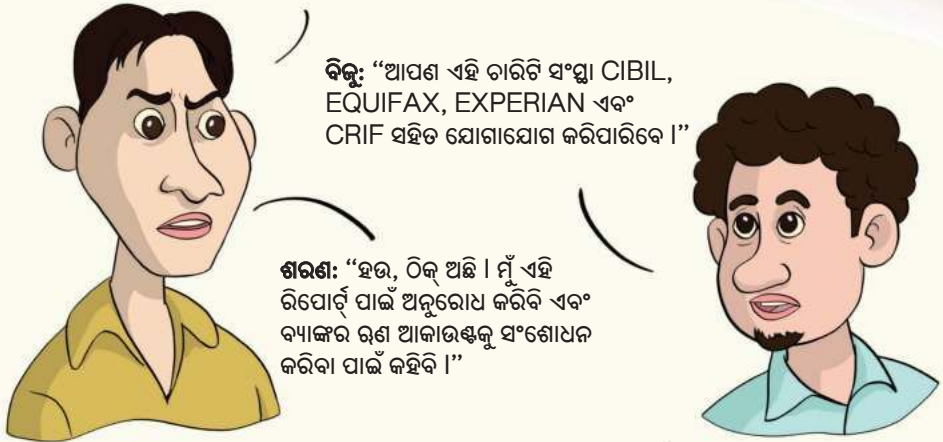 ବିଜୁ: ‘‘ଆପଣ ଏହି ଚାରିଟି ସଂସ୍ଥା CIBIL,
EQUIFAX, EXPERIAN ଏବଂ
CRIF ସହିତ ଯୋଗାଯୋଗ କରିପାରିବେ ।’’
ଶରଣ: ‘‘ହଉ, ଠିକ୍ ଅଛି । ମୁଁ ଏହି
ରିପୋର୍ଟ୍ ପାଇଁ ଅନୁରୋଧ କରିବି ଏବଂ
ବ୍ୟାଙ୍କର ଋଣ ଆକାଉଣ୍ଟକୁ ସଂଶୋଧନ
କରିବା ପାଇଁ କହିବି ।’’